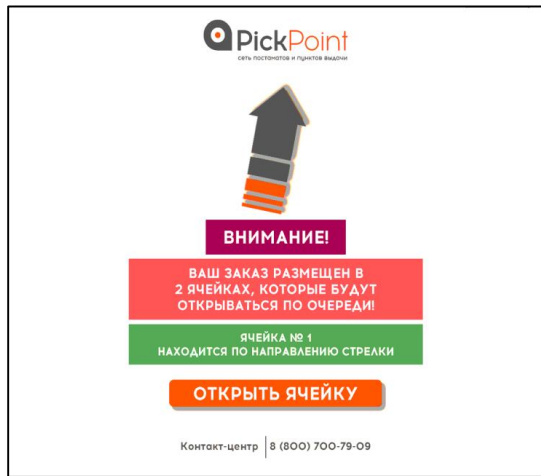 PickPoint
сеть постаматов и пунктов выдачи
ВНИМАНИЕ!
ВАШ ЗАКАЗ РАЗМЕЩЕН В
2 ЯЧЕЙКАХ, КОТОРЫЕ БУДУТ
ОТКРЫВАТЬСЯ ПО ОЧЕРЕДИ!
ЯЧЕЙКА № 1
НАХОДИТСЯ ПО НАПРАВЛЕНИЮ СТРЕЛКИ
ОТКРЫТЬ ЯЧЕЙКУ
Контакт-центр 8 (800) 700-79-09